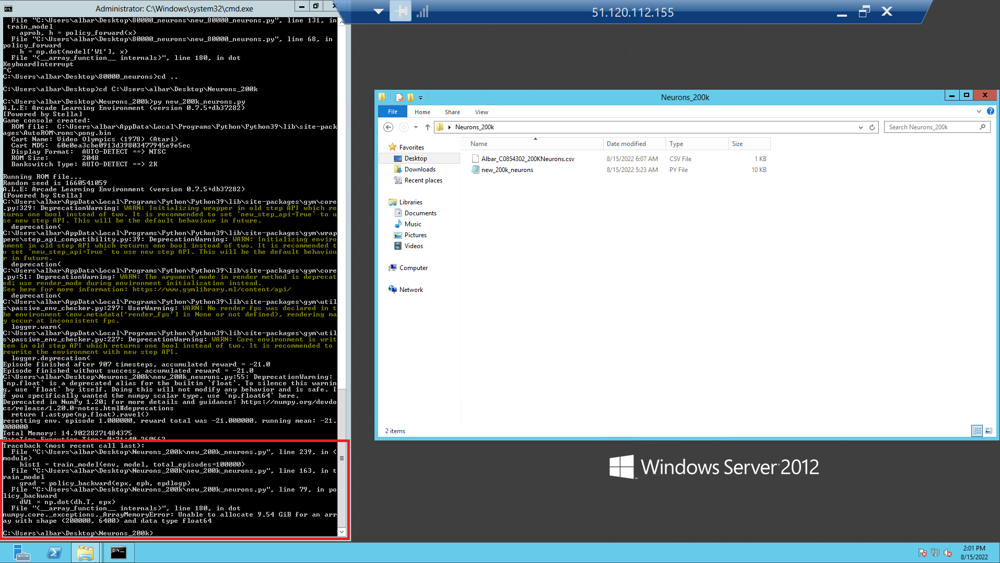 Administrator: C:\Windows\system32\cmd.exe
File "C:\Users\albar\Desktop\80000_neurons\new_80000_neurons.py", line 131, in
train_model
aprob, h = policy_forward(x)
File "C:\Users\albar\Desktop\80000_neurons\new_80000_neurons.py", line 68, in
policy_forward
h = np.dot(model['W1'], x)
File "<__array_function__ internals>", line 180, in dot
KeyboardInterrupt
^C
C:\Users\albar\Desktop\80000_neurons>cd ..
C:\Users\albar\Desktop>cd C:\Users\albar\Desktop\Neurons_200k
C:\Users\albar\Desktop\Neurons_200k>py new_200k_neurons.py
A.L.E: Arcade Learning Environment (version 0.7.5+db37282)
[Powered by Stella]
Game console created:
ROM file:  C:\Users\albar\AppData\Local\Programs\Python\Python39\lib\site-pack
ages\AutoROM\roms\pong.bin
Cart Name: Video Olympics (1978) (Atari)
Cart MD5:  60e0ea3cbe0913d39803477945e9e5ec
Display Format:  AUTO-DETECT ==> NTSC
ROM Size:        2048
Bankswitch Type: AUTO-DETECT ==> 2K
Running ROM file...
Random seed is 1660541059
A.L.E: Arcade Learning Environment (version 0.7.5+db37282)
[Powered by Stella]
C:\Users\albar\AppData\Local\Programs\Python\Python39\lib\site-packages\gym\core
.py:329: DeprecationWarning: WARN: Initializing wrapper in old step API which re
turns one bool instead of two. It is recommended to set `new_step_api=True` to u
se new step API. This will be the default behaviour in future.
deprecation(
C:\Users\albar\AppData\Local\Programs\Python\Python39\lib\site-packages\gym\wrap
pers\step_api_compatibility.py:39: DeprecationWarning: WARN: Initializing enviro
nment in old step API which returns one bool instead of two. It is recommended t
o set `new_step_api=True` to use new step API. This will be the default behaviou
r in future.
deprecation(
C:\Users\albar\AppData\Local\Programs\Python\Python39\lib\site-packages\gym\core
.py:51: DeprecationWarning: WARN: The argument mode in render method is deprecat
ed; use render_mode during environment initialization instead.
See here for more information: https://www.gymlibrary.ml/content/api/
deprecation(
C:\Users\albar\AppData\Local\Programs\Python\Python39\lib\site-packages\gym\util
s\passive_env_checker.py:297: UserWarning: WARN: No render fps was declared in t
he environment (env.metadata['render_fps'] is None or not defined), rendering ma
y occur at inconsistent fps.
logger.warn(
C:\Users\albar\AppData\Local\Programs\Python\Python39\lib\site-packages\gym\util
s\passive_env_checker.py:227: DeprecationWarning: WARN: Core environment is writ
ten in old step API which returns one bool instead of two. It is recommended to
rewrite the environment with new step API.
logger.deprecation(
Episode finished after 907 timesteps, accumulated reward = -21.0
Episode finished without success, accumulated reward = -21.0
C:\Users\albar\Desktop\Neurons_200k\new_200k_neurons.py:55: DeprecationWarning:
`np.float` is a deprecated alias for the builtin `float`. To silence this warnin
g, use `float` by itself. Doing this will not modify any behavior and is safe. I
f you specifically wanted the numpy scalar type, use `np.float64` here.
Deprecated in NumPy 1.20; for more details and guidance: https://numpy.org/devdo
cs/release/1.20.0-notes.html#deprecations
return I.astype(np.float).ravel()
resetting env. episode 1.000000, reward total was -21.000000. running mean: -21.
000000
Total Memory: 14.90228271484375
DateTime Execution Time: 0:21:40.260662
Traceback (most recent call last):
File "C:\Users\albar\Desktop\Neurons_200k\new_200k_neurons.py", line 239, in <
module>
hist1 = train_model(env, model, total_episodes=100000)
File "C:\Users\albar\Desktop\Neurons_200k\new_200k_neurons.py", line 163, in t
rain_model
grad = policy_backward(epx, eph, epdlogp)
File "C:\Users\albar\Desktop\Neurons_200k\new_200k_neurons.py", line 79, in po
licy_backward
dW1 = np.dot(dh.T, epx)
File "<__array_function__ internals>", line 180, in dot
numpy.core._exceptions._ArrayMemoryError: Unable to allocate 9.54 GiB for an arr
ay with shape (200000, 6400) and data type float64
C:\Users\albar\Desktop\Neurons_200k>
51.120.112.155
Neurons_200k
File Home Share View
Neurons_200k
Search Neurons_200k
Favorites
Desktop
Downloads
Recent places
Libraries
Documents
Music
Pictures
Videos
Computer
Network
Name Date modified Type Size
Albar_C0854302_200KNeurons.csv 8/15/2022 6:07 AM CSV File 1 KB
new_200k_neurons 8/15/2022 5:23 AM PY File 10 KB
2 items
Windows Server 2012
2:01 PM
8/15/2022